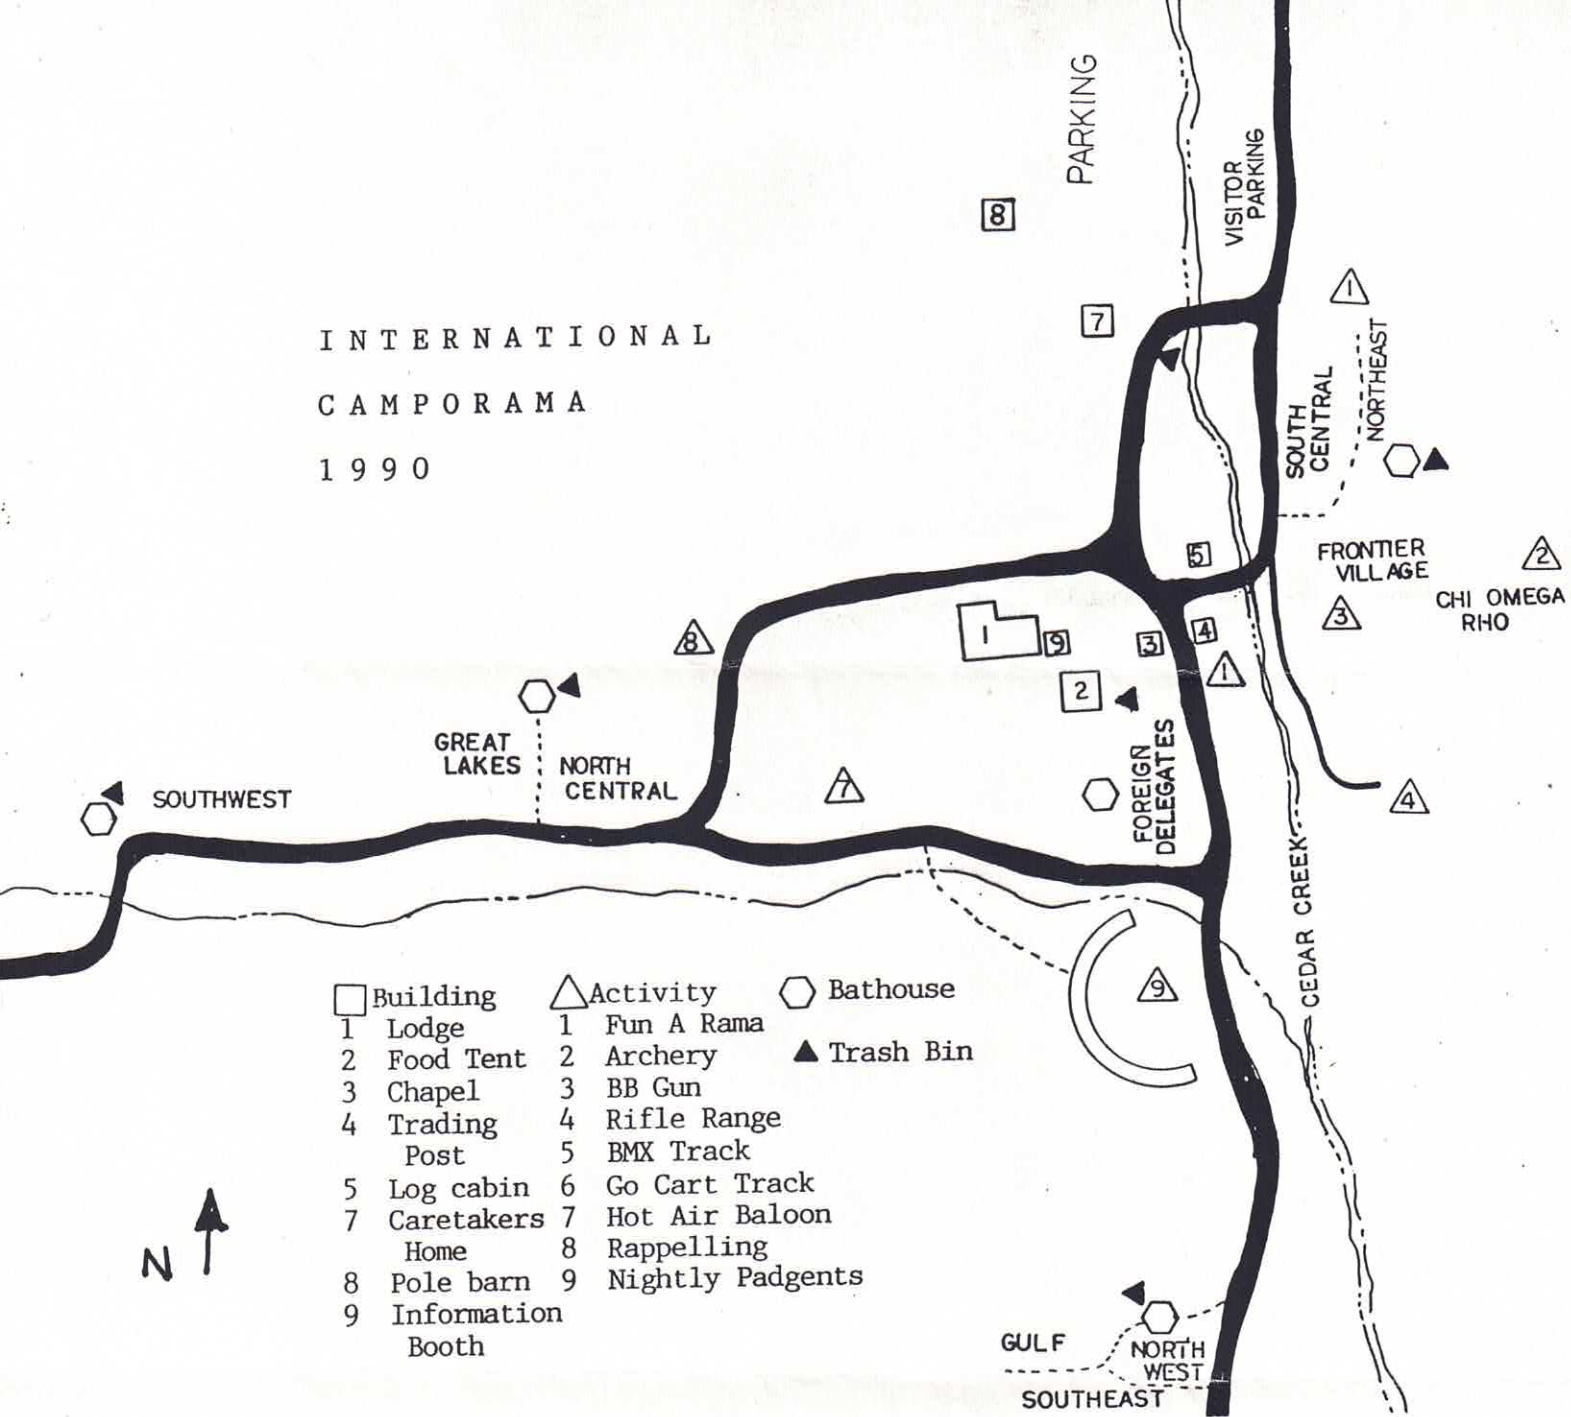 PARKING
VISITOR
PARKING
8
1
7
INTERNATIONAL
CAMPORAMA
1990
SOUTH
CENTRAL
NORTHEAST
5
FRONTIER
VILLAGE
2
3
CHI OMEGA
RHO
8
1
9
3
4
1
2
GREAT
LAKES
NORTH
CENTRAL
7
FOREIGN
DELEGATES
4
SOUTHWEST
CEDAR CREEK
9
Building
1 Lodge
2 Food Tent
3 Chapel
4 Trading
Post
5 Log cabin
7 Caretakers
Home
8 Pole barn
9 Information
Booth
Activity
1 Fun A Rama
2 Archery
3 BB Gun
4 Rifle Range
5 BMX Track
6 Go Cart Track
7 Hot Air Baloon
8 Rappelling
9 Nightly Padgents
Bathouse
Trash Bin
N
GULF
NORTH
WEST
SOUTHEAST